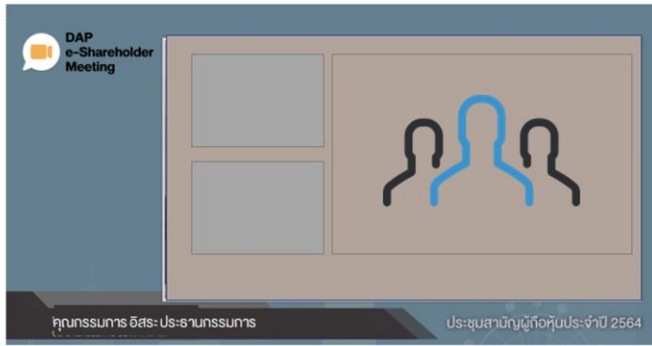 DAP
e-Shareholder
Meeting
คุณกรรมการ อิสระ ประธานกรรมการ
ประชุมสามัญผู้ถือหุ้นประจำปี 2564